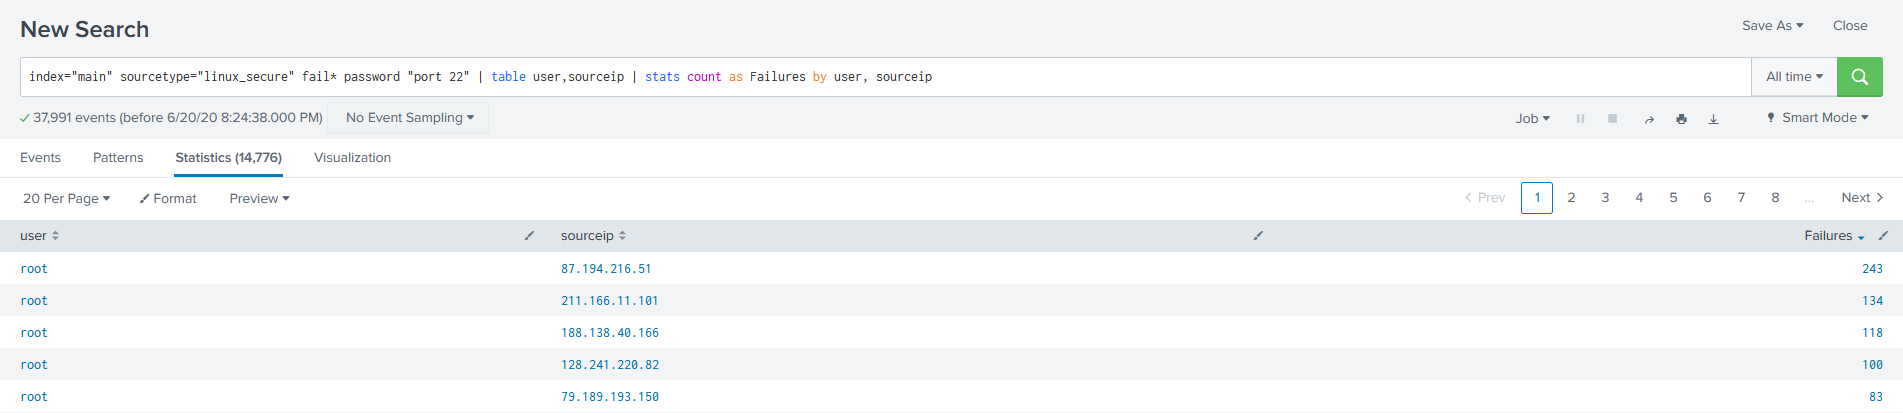 New Search
Save As Close
index="main" sourcetype="linux_secure" fail* password "port 22" | table user,sourceip | stats count as Failures by user, sourceip
All time
37,991 events (before 6/20/20 8:24:38.000 PM) No Event Sampling
Job Smart Mode
Events Patterns Statistics (14,776) Visualization
20 Per Page Format Preview
Prev 1 2 3 4 5 6 7 8 ... Next
user sourceip Failures
root 87.194.216.51 243
root 211.166.11.101 134
root 188.138.40.166 118
root 128.241.220.82 100
root 79.189.193.150 83